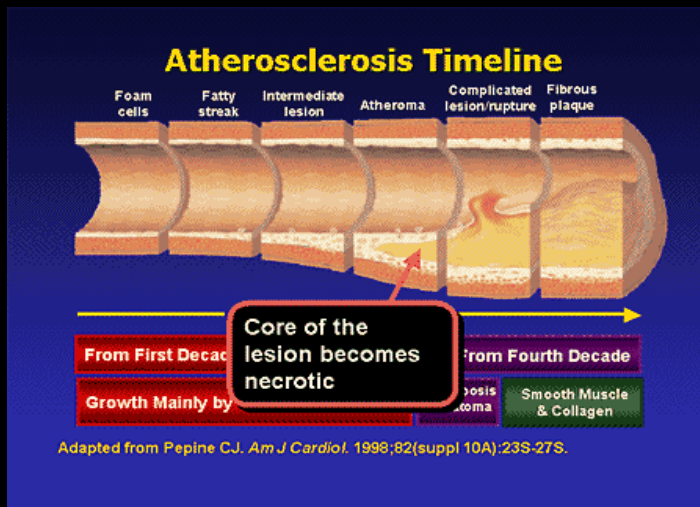 Atherosclerosis Timeline
Foam
cells
Fatty
streak
Intermediate
lesion
Atheroma
Complicated
lesion/rupture
Fibrous
plaque
Core of the
lesion becomes
necrotic
From First Decad
From Fourth Decade
Growth Mainly by
osis
toma
Smooth Muscle
& Collagen
Adapted from Pepine CJ. Am J Cardiol. 1998;82(suppl 10A):23S-27S.